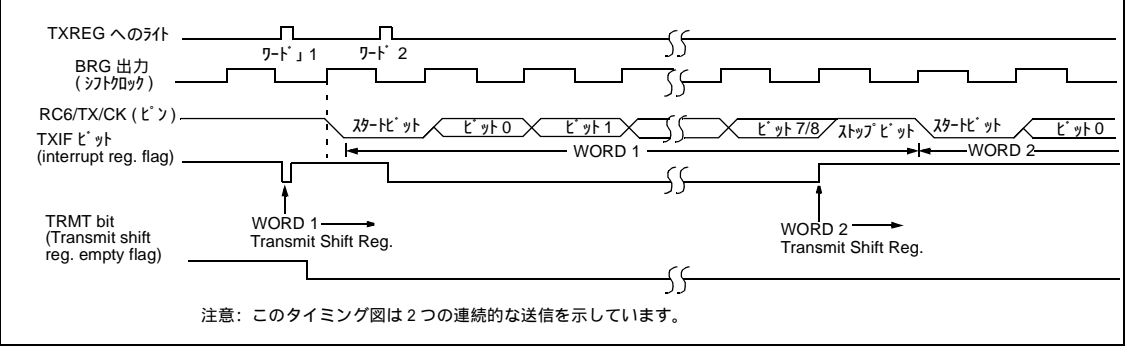 TXREG へのﾗｲﾄ
ﾜｰﾄﾞ 」1 ﾜｰﾄﾞ 2
BRG 出力
( ｼﾌﾄｸﾛｯｸ )
RC6/TX/CK ( ﾋﾟﾝ )
ｽﾀｰﾄﾋﾞｯﾄ ﾋﾞｯﾄ 0 ﾋﾞｯﾄ 1 ﾋﾞｯﾄ 7/8 ｽﾄｯﾌﾟﾋﾞｯﾄ ｽﾀｰﾄﾋﾞｯﾄ ﾋﾞｯﾄ 0
TXIF ﾋﾞｯﾄ
(interrupt reg. flag)
WORD 1 WORD 2
TRMT bit
(Transmit shift
reg. empty flag)
WORD 1
Transmit Shift Reg.
WORD 2
Transmit Shift Reg.
注意: このタイミング図は 2 つの連続的な送信を示しています。